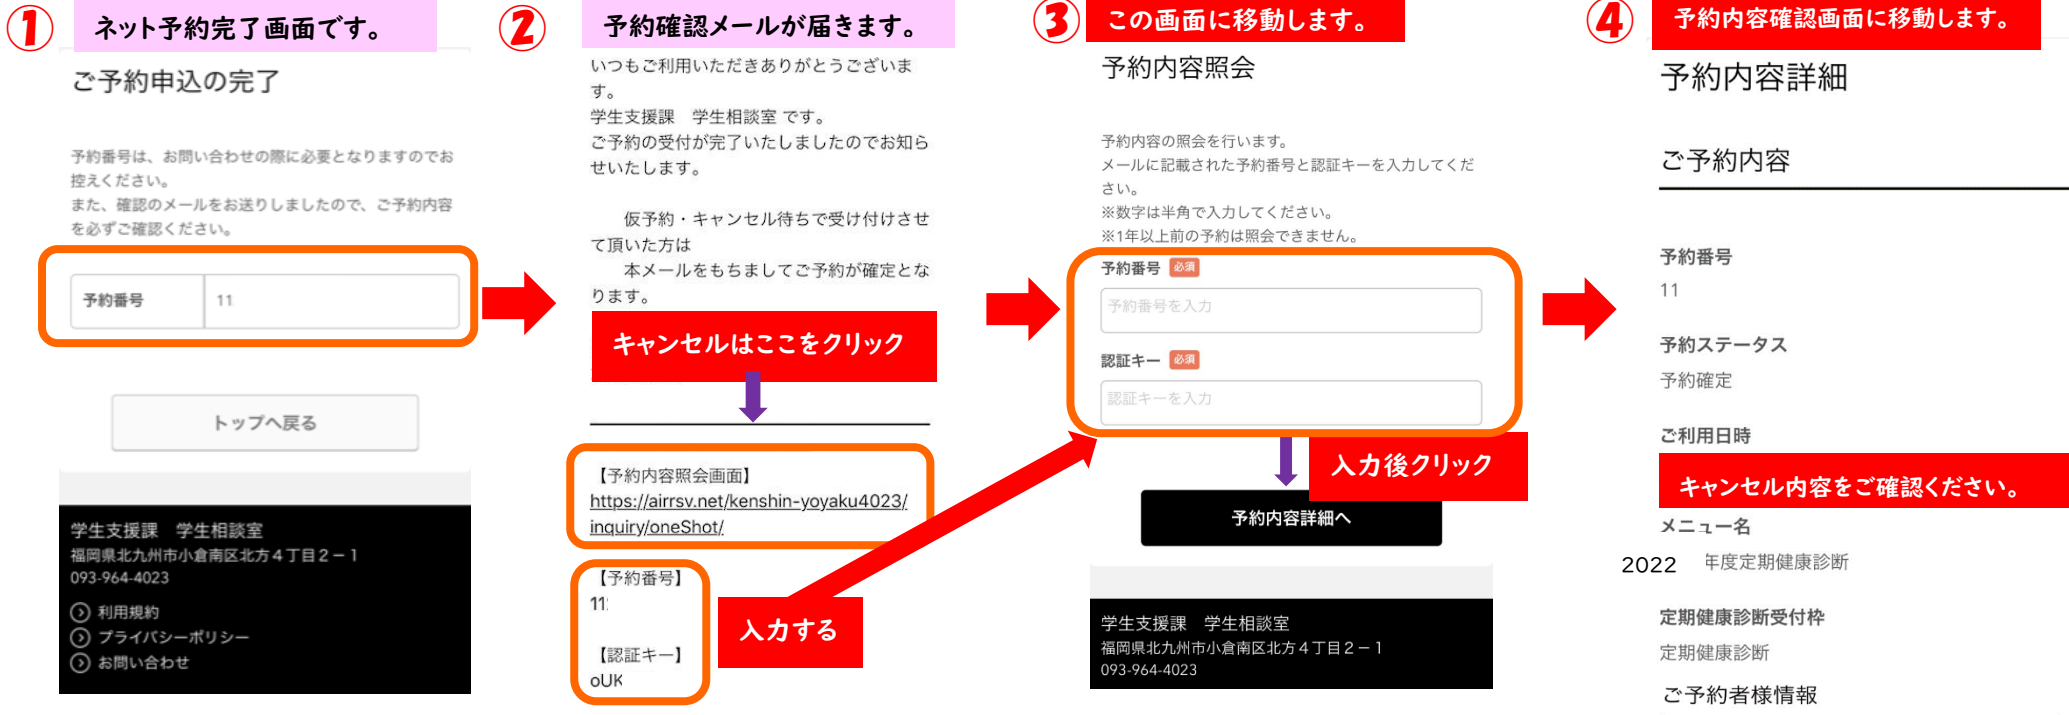 ①
ネット予約完了画面です。
ご予約申込の完了
予約番号は、お問い合わせの際に必要となりますのでお
控えください。
また、確認のメールをお送りしましたので、ご予約内容
を必ずご確認ください。
予約番号 11
トップへ戻る
学生支援課　学生相談室
福岡県北九州市小倉南区北方４丁目２－１
093-964-4023
利用規約
プライバシーポリシー
お問い合わせ
②
予約確認メールが届きます。
いつもご利用いただきありがとうございま
す。
学生支援課　学生相談室 です。
ご予約の受付が完了いたしましたのでお知ら
せいたします。
仮予約・キャンセル待ちで受け付けさせ
て頂いた方は
本メールをもちましてご予約が確定とな
ります。
キャンセルはここをクリック
【予約内容照会画面】
https://airrsv.net/kenshin-yoyaku4023/
inquiry/oneShot/
【予約番号】
11
【認証キー】
oUK
入力する
③
この画面に移動します。
予約内容照会
予約内容の照会を行います。
メールに記載された予約番号と認証キーを入力してくだ
さい。
※数字は半角で入力してください。
※1年以上前の予約は照会できません。
予約番号 必須
予約番号を入力
認証キー 必須
認証キーを入力
入力後クリック
予約内容詳細へ
学生支援課　学生相談室
福岡県北九州市小倉南区北方４丁目２－１
093-964-4023
④
予約内容確認画面に移動します。
予約内容詳細
ご予約内容
予約番号
11
予約ステータス
予約確定
ご利用日時
キャンセル内容をご確認ください。
メニュー名
2022 年度定期健康診断
定期健康診断受付枠
定期健康診断
ご予約者様情報